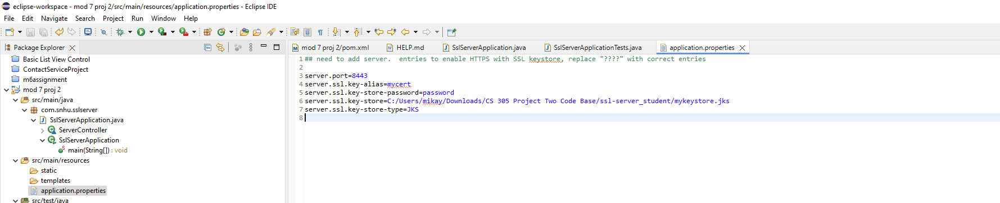 eclipse-workspace - mod 7 proj 2/src/main/resources/application.properties - Eclipse IDE
File Edit Navigate Search Project Run Window Help
Package Explorer
Basic List View Control
ContactServiceProject
m6assignment
mod 7 proj 2
src/main/java
com.snhu.sslserver
SslServerApplication.java
ServerController
SslServerApplication
main(String[]) : void
src/main/resources
static
templates
application.properties
src/test/java
mod 7 proj 2/pom.xml HELP.md SslServerApplication.java SslServerApplicationTests.java application.properties
1 ## need to add server.  entries to enable HTTPS with SSL keystore, replace "????" with correct entries
2
3 server.port=8443
4 server.ssl.key-alias=mycert
5 server.ssl.key-store-password=password
6 server.ssl.key-store=C:/Users/mikay/Downloads/CS 305 Project Two Code Base/ssl-server_student/mykeystore.jks
7 server.ssl.key-store-type=JKS
8